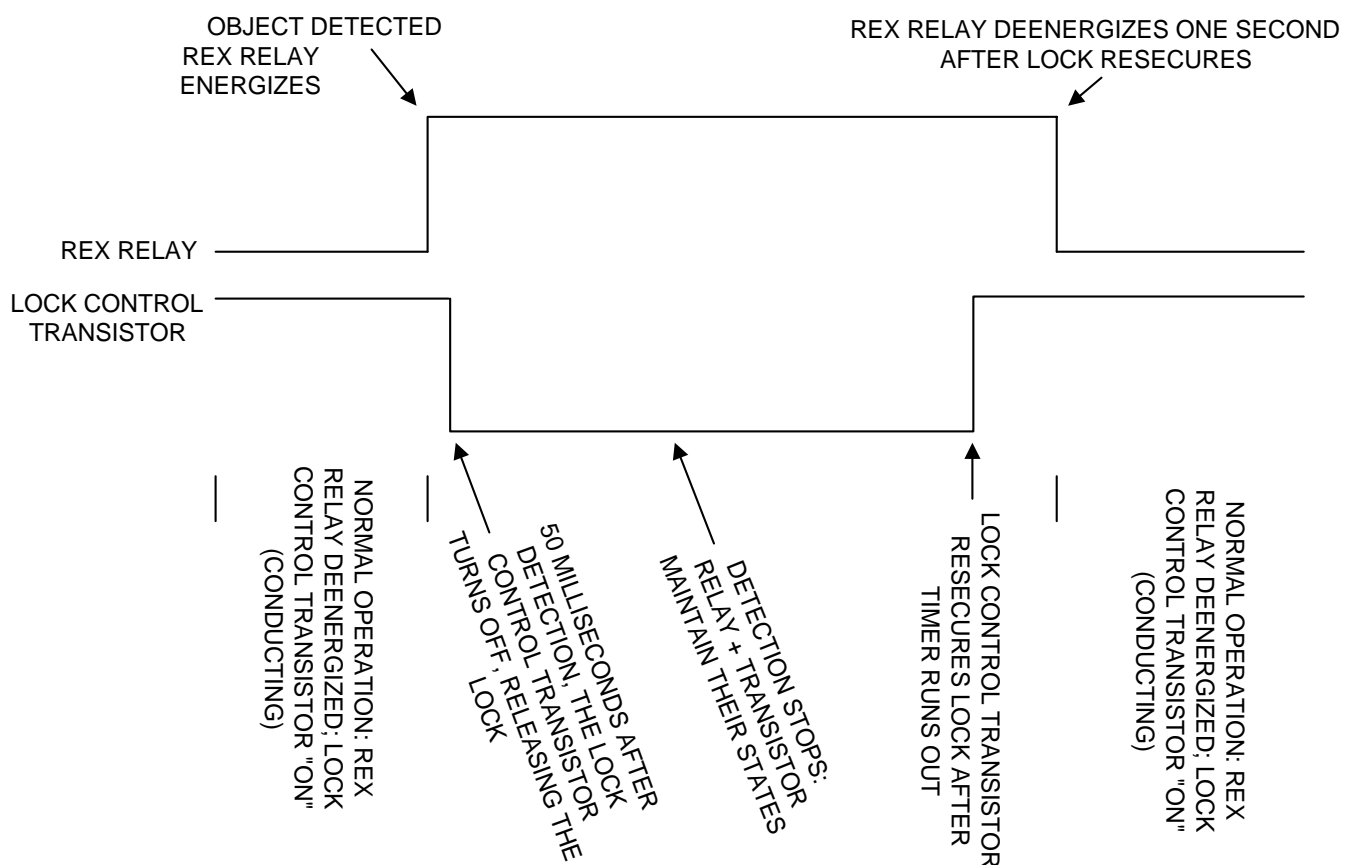 OBJECT DETECTED
REX RELAY
ENERGIZES
REX RELAY DEENERGIZES ONE SECOND
AFTER LOCK RESECURES
REX RELAY
LOCK CONTROL
TRANSISTOR
NORMAL OPERATION: REX
RELAY DEENERGIZED; LOCK
CONTROL TRANSISTOR "ON"
(CONDUCTING)
50 MILLISECONDS AFTER
DETECTION, THE LOCK
CONTROL TRANSISTOR
TURNS OFF , RELEASING THE
LOCK
DETECTION STOPS:
RELAY + TRANSISTOR
MAINTAIN THEIR STATES
LOCK CONTROL TRANSISTOR
RESECURES LOCK AFTER
TIMER RUNS OUT
NORMAL OPERATION: REX
RELAY DEENERGIZED; LOCK
CONTROL TRANSISTOR "ON"
(CONDUCTING)